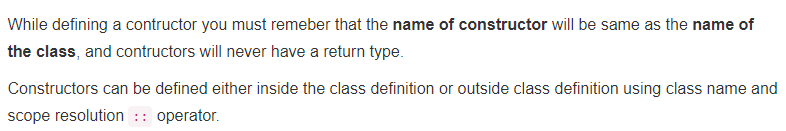 While defining a contructor you must remeber that the name of constructor will be same as the name of
the class, and contructors will never have a return type.
Constructors can be defined either inside the class definition or outside class definition using class name and
scope resolution :: operator.